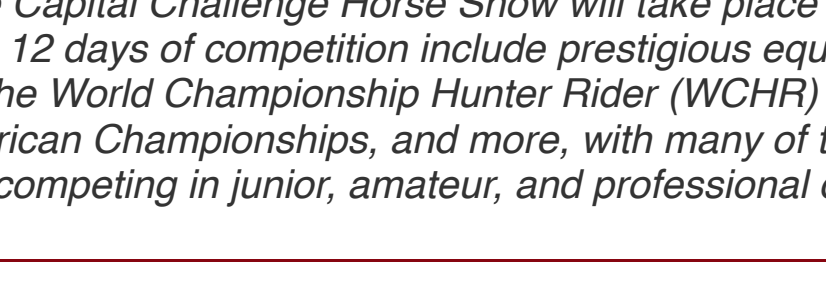 Capital Challenge Horse Show will take place
12 days of competition include prestigious equ
he World Championship Hunter Rider (WCHR)
rican Championships, and more, with many of t
competing in junior, amateur, and professional